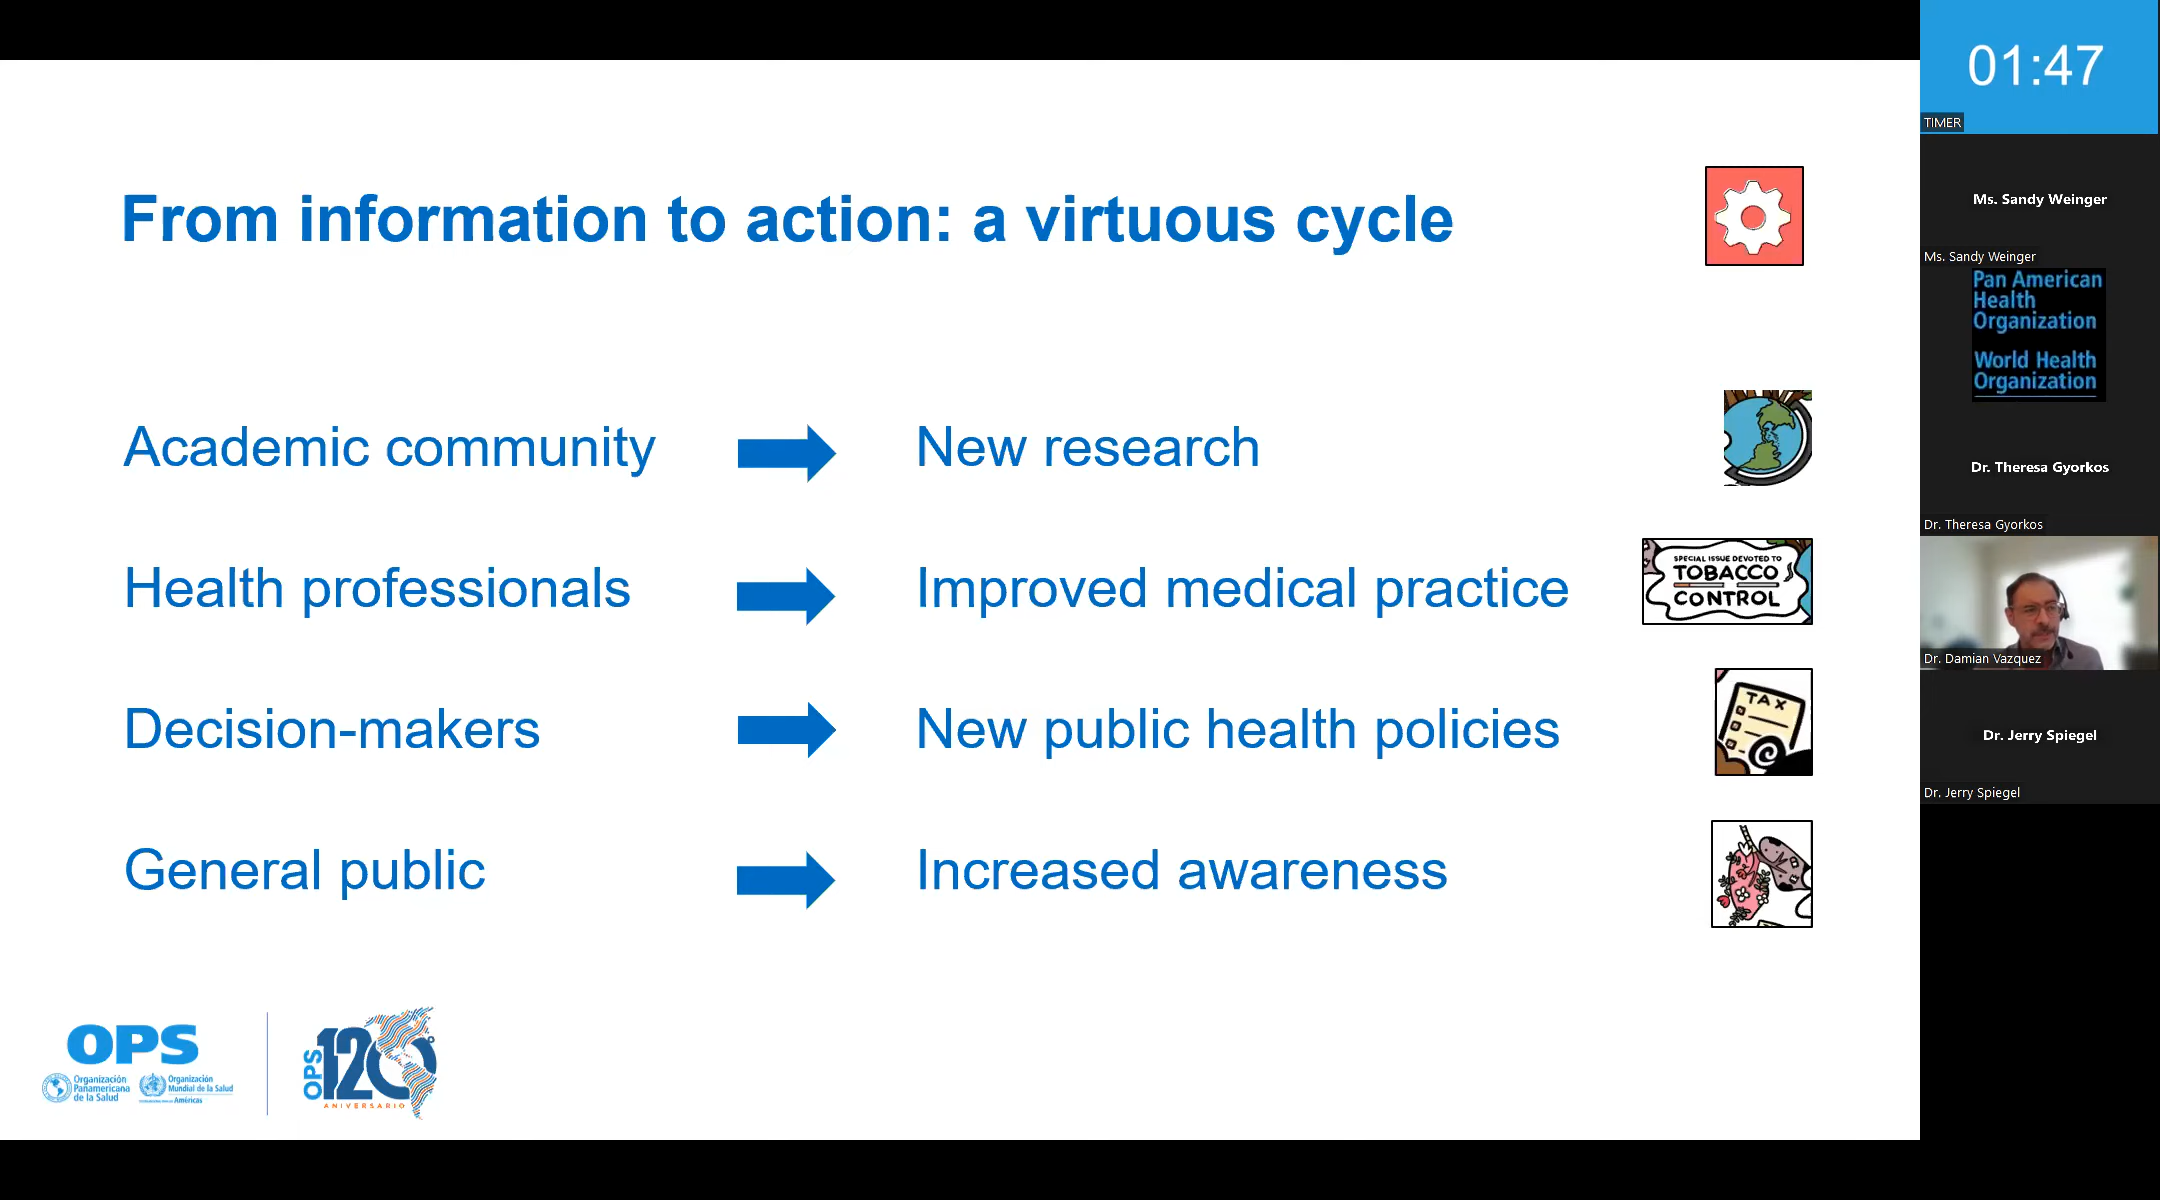 From information to action: a virtuous cycle
Academic community
New research
Health professionals
Improved medical practice
SPECIAL ISSUE DEVOTED TO
TOBACCO
CONTROL
Decision-makers
New public health policies
TAX
General public
Increased awareness
OPS
Organización
Panamericana
de la Salud
Organización
Mundial de la Salud
Américas
OPS
120
ANIVERSARIO
01:47
TIMER
Ms. Sandy Weinger
Ms. Sandy Weinger
Pan American
Health
Organization
World Health
Organization
Dr. Theresa Gyorkos
Dr. Theresa Gyorkos
Dr. Damian Vazquez
Dr. Jerry Spiegel
Dr. Jerry Spiegel